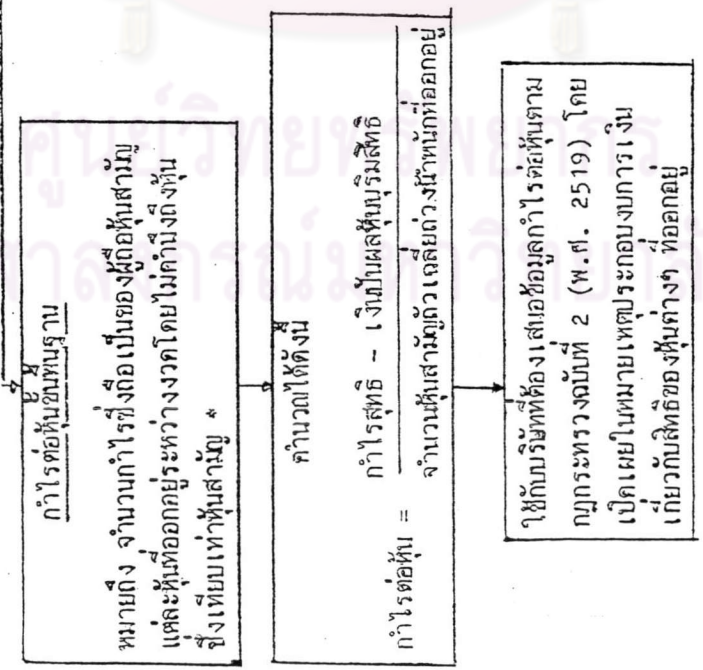 กำไรต่อหุ้นขั้นพื้นฐาน
หมายถึง จำนวนกำไรซึ่งถือเป็นของผู้ถือหุ้นสามัญ
แต่ละหุ้นที่ออกอยู่ระหว่างงวดโดยไม่คำนึงถึงหุ้น
ซึ่งเทียบเท่าหุ้นสามัญ *
คำนวณได้ดังนี้
กำไรสุทธิ - เงินปันผลหุ้นบุริมสิทธิ
กำไรต่อหุ้น =
จำนวนหุ้นสามัญถัวเฉลี่ยถ่วงน้ำหนักที่ออกอยู่
ใช้กับบริษัทที่ต้องเสนอข้อมูลกำไรต่อหุ้นตาม
กฎกระทรวงฉบับที่ 2 (พ.ศ. 2519) โดย
เปิดเผยในหมายเหตุประกอบงบการเงิน
เกี่ยวกับสิทธิของหุ้นต่างๆ ที่ออกอยู่
ศูนย์วิทยทรัพยากร